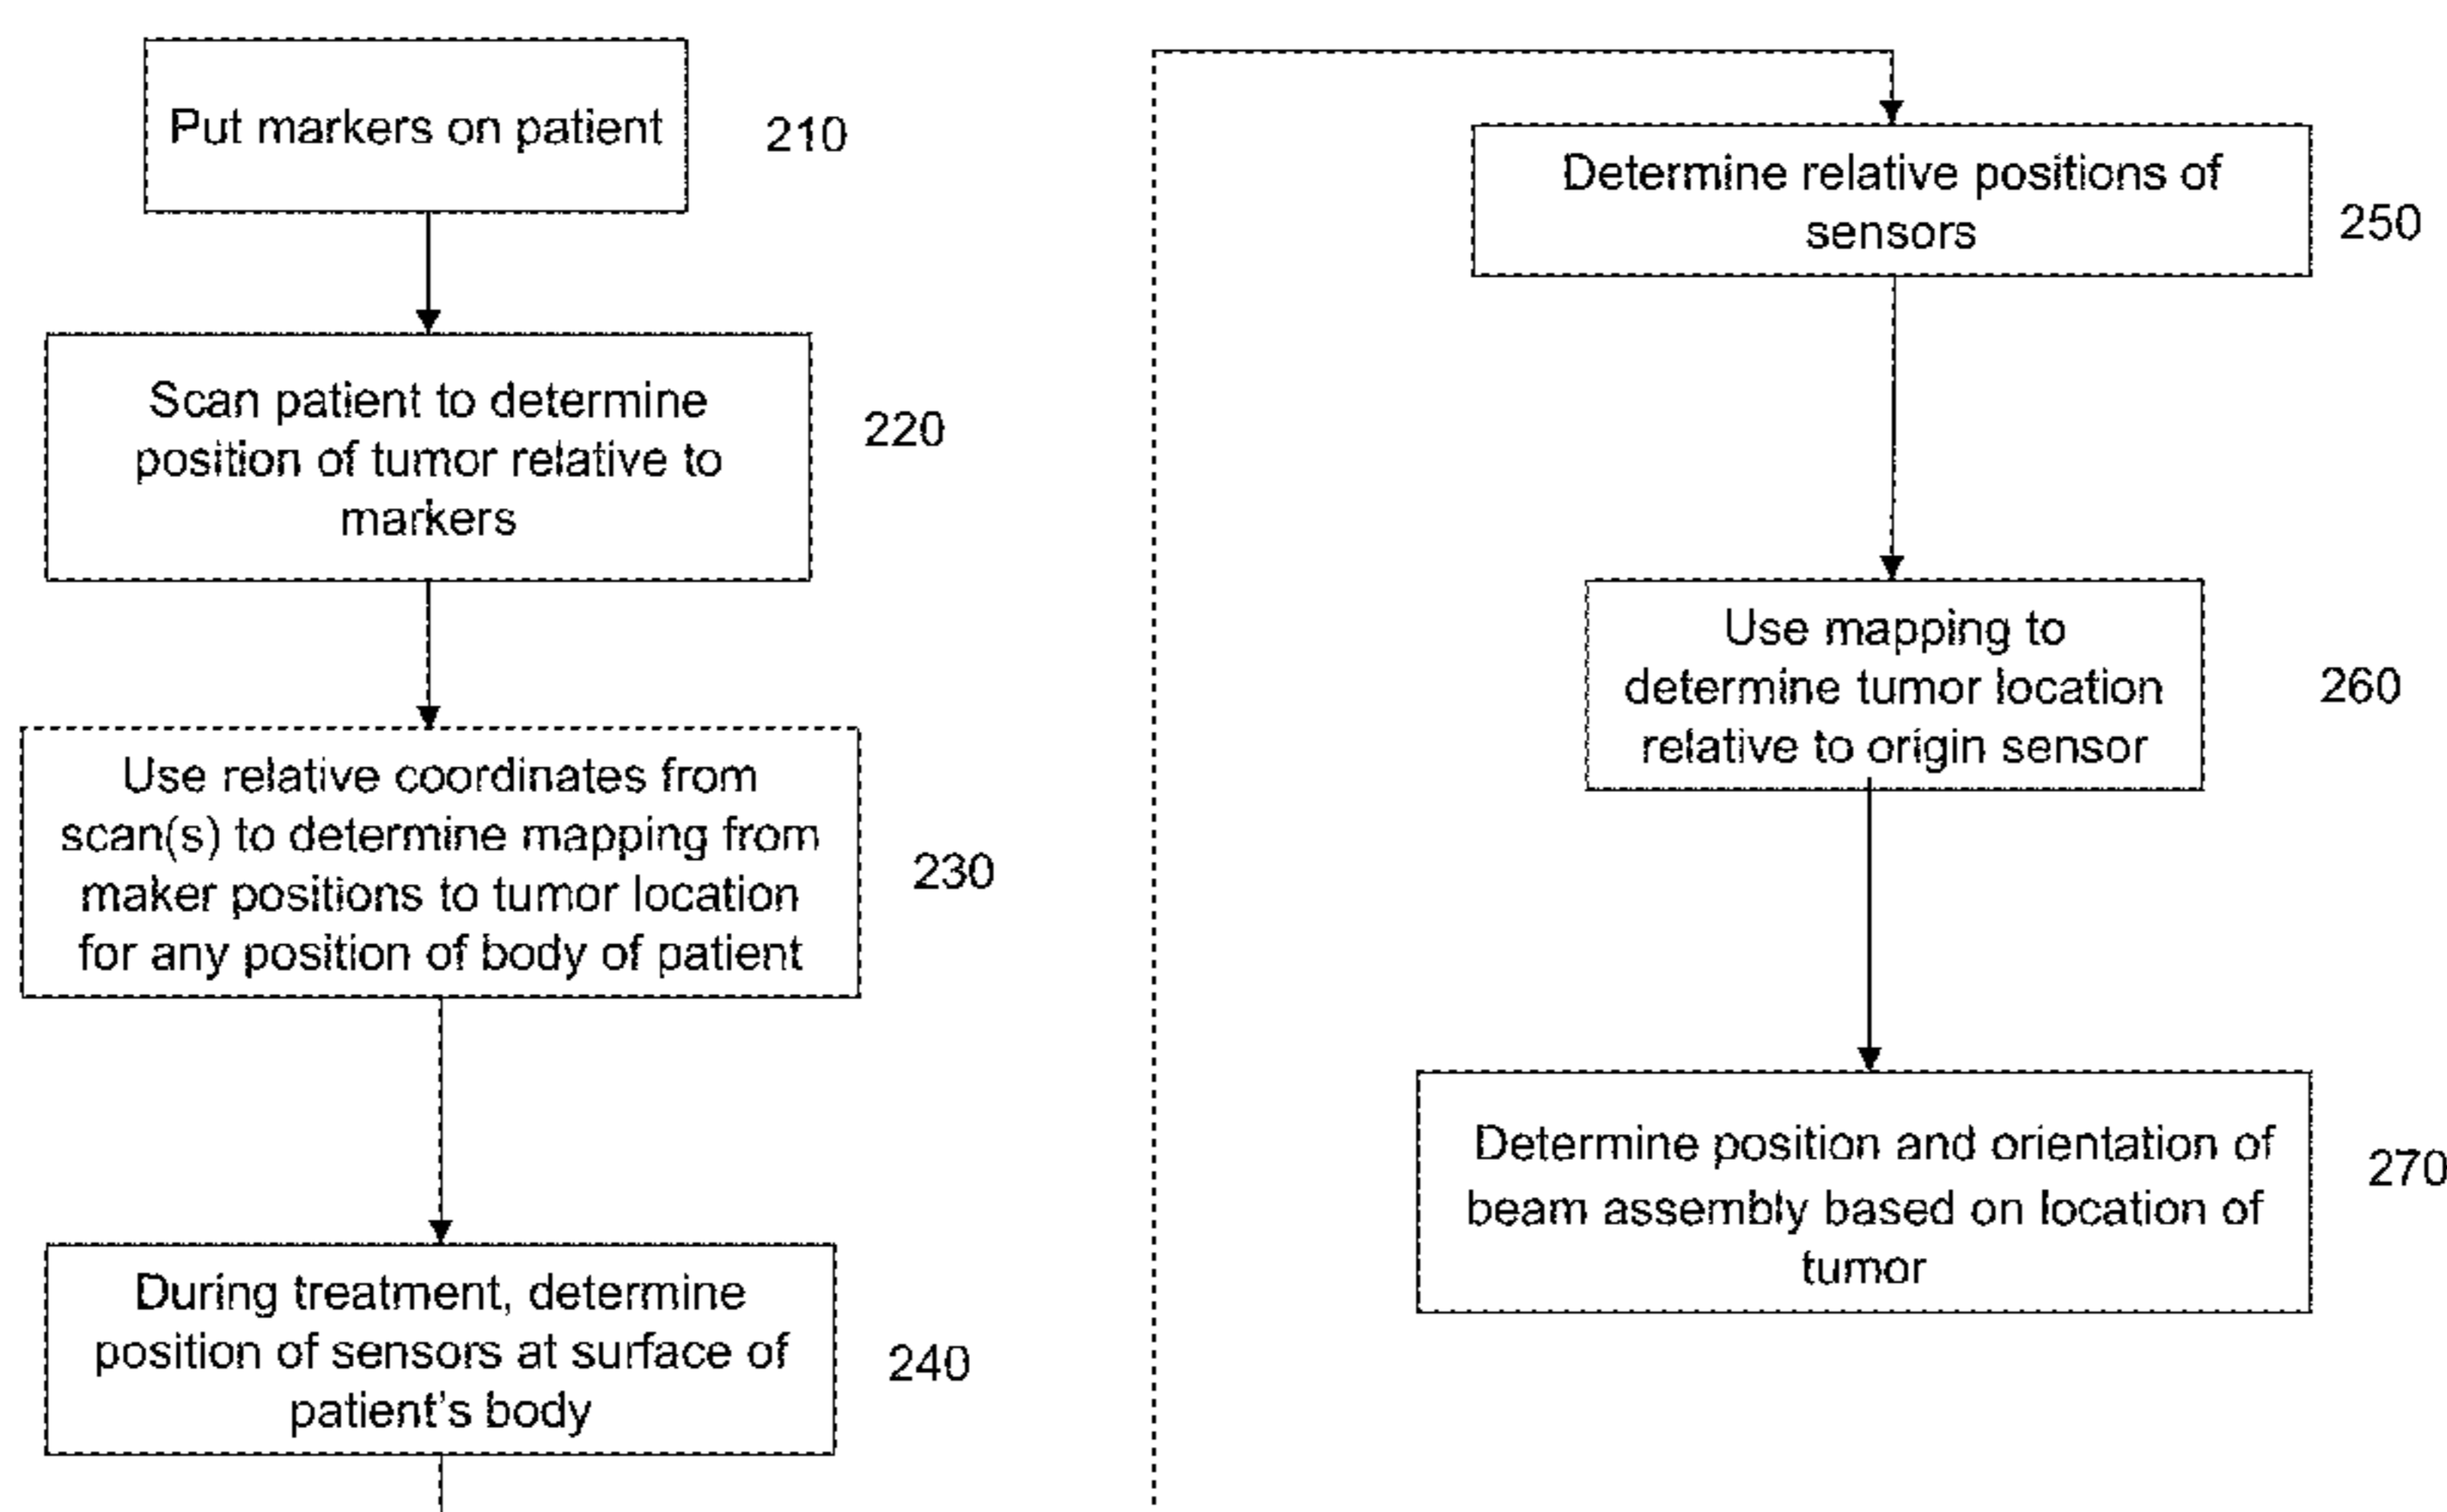 Put markers on patient
210
Scan patient to determine
position of tumor relative to
markers
220
Use relative coordinates from
scan(s) to determine mapping from
maker positions to tumor location
for any position of body of patient
230
During treatment, determine
position of sensors at surface of
patient's body
240
Determine relative positions of
sensors
250
Use mapping to
determine tumor location
relative to origin sensor
260
Determine position and orientation of
beam assembly based on location of
tumor
270